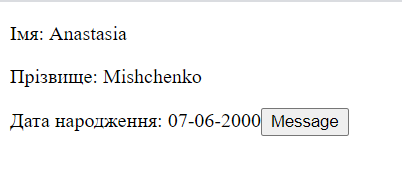 Імя: Anastasia
Прізвище: Mishchenko
Дата народження: 07-06-2000 Message